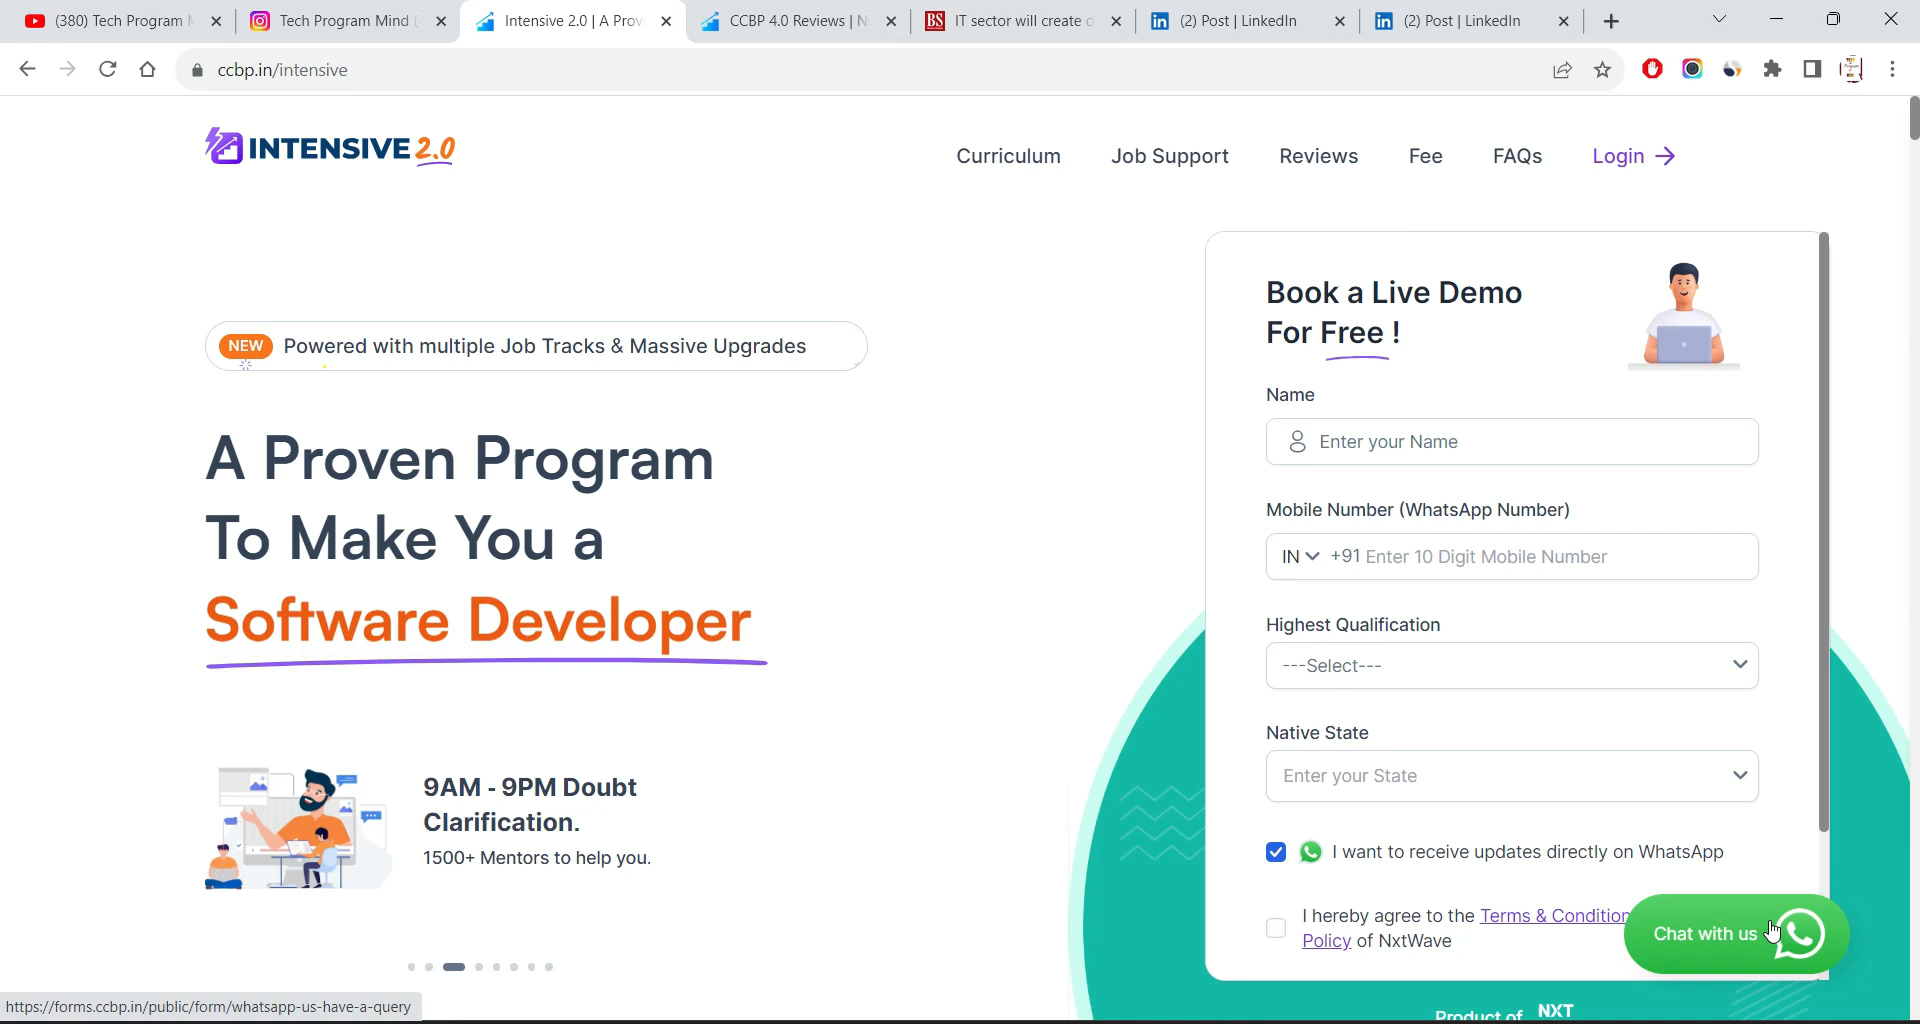 (380) Tech Program M
Tech Program Mind (
Intensive 2.0 | A Prov
CCBP 4.0 Reviews | N
BS IT sector will create o
in (2) Post | LinkedIn
in (2) Post | LinkedIn
ccbp.in/intensive
INTENSIVE 2.0
Curriculum
Job Support
Reviews
Fee
FAQs
Login →
NEW Powered with multiple Job Tracks & Massive Upgrades
A Proven Program
To Make You a
Software Developer
9AM - 9PM Doubt
Clarification.
1500+ Mentors to help you.
Book a Live Demo
For Free !
Name
Enter your Name
Mobile Number (WhatsApp Number)
IN +91 Enter 10 Digit Mobile Number
Highest Qualification
---Select---
Native State
Enter your State
I want to receive updates directly on WhatsApp
I hereby agree to the Terms & Condition
Policy of NxtWave
Chat with us
Product of NXT
https://forms.ccbp.in/public/form/whatsapp-us-have-a-query